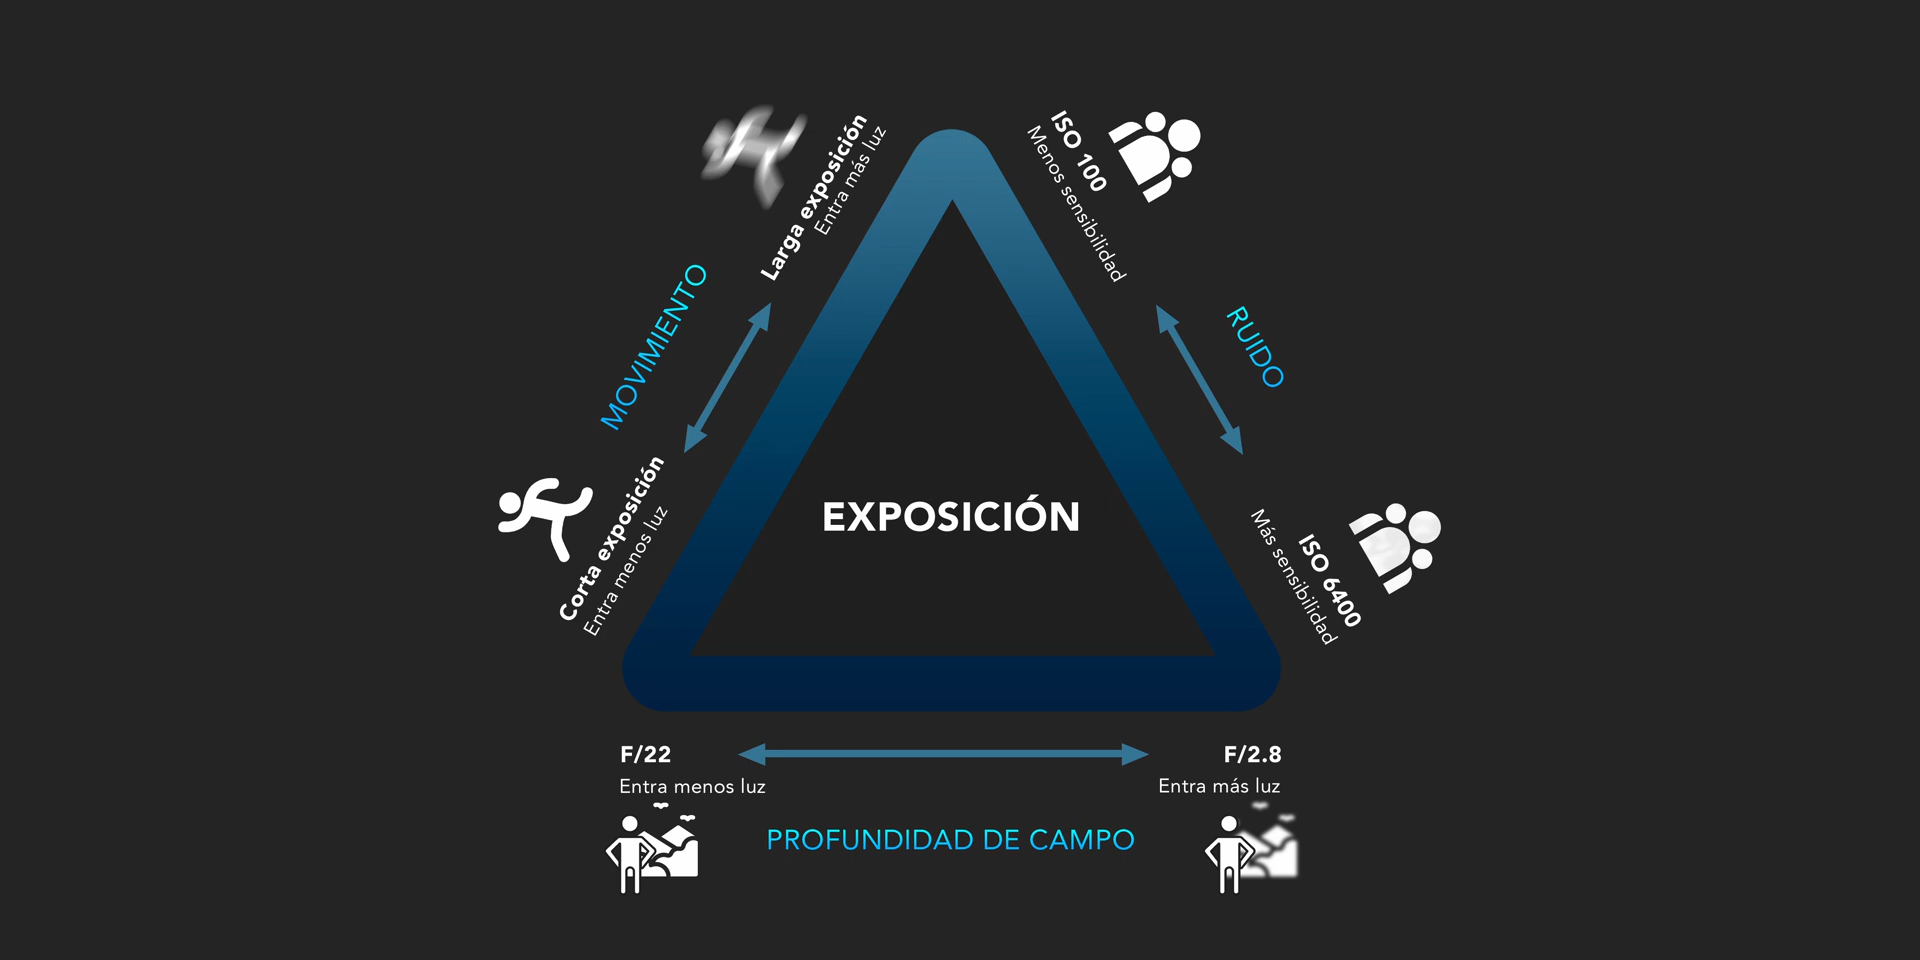 Larga exposición
Entra más luz
MOVIMIENTO
Corta exposición
Entra menos luz
ISO 100
Menos sensibilidad
RUIDO
ISO 6400
Más sensibilidad
EXPOSICIÓN
F/22
Entra menos luz
F/2.8
Entra más luz
PROFUNDIDAD DE CAMPO